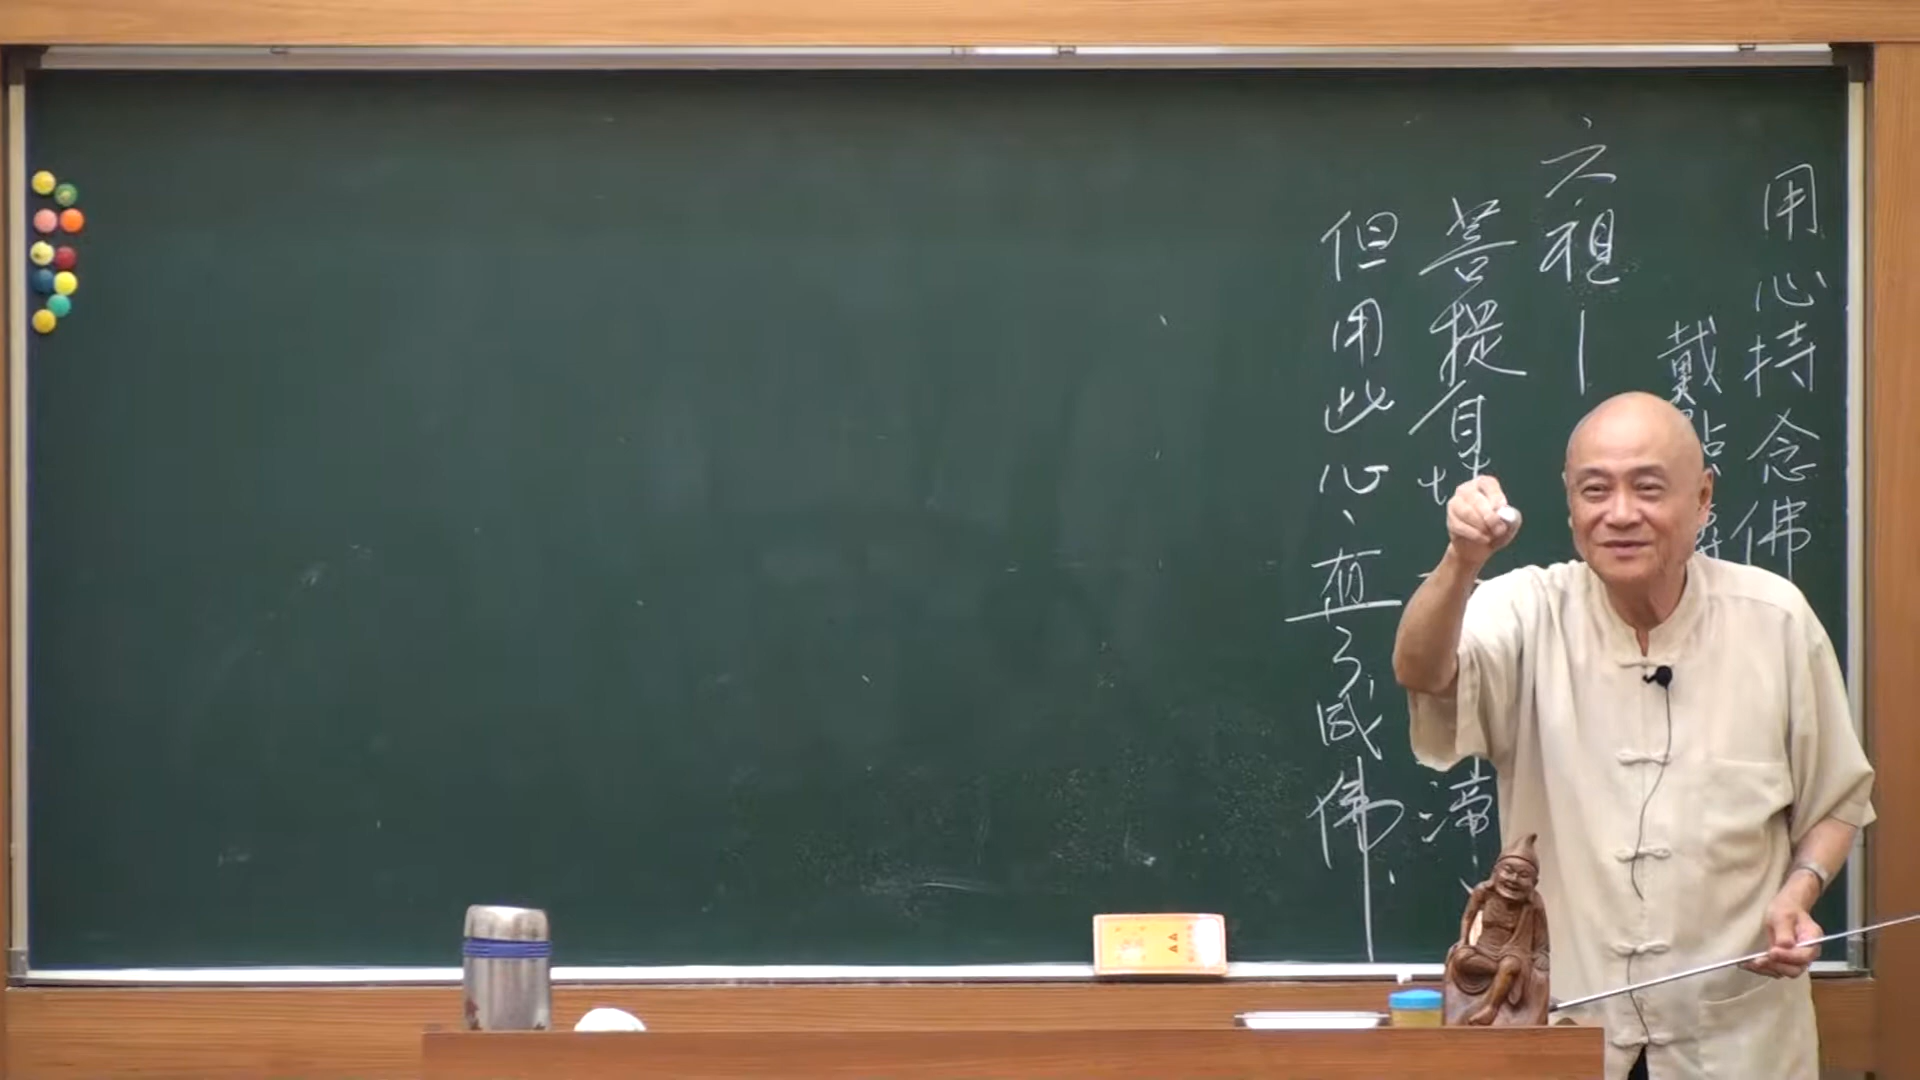 用心持念佛
戴
六祖—
菩提自
清
但用此心、直了成佛.